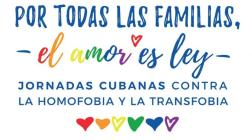 POR TODAS LAS FAMILIAS,
- el amor es ley -
JORNADAS CUBANAS CONTRA
LA HOMOFOBIA Y LA TRANSFOBIA